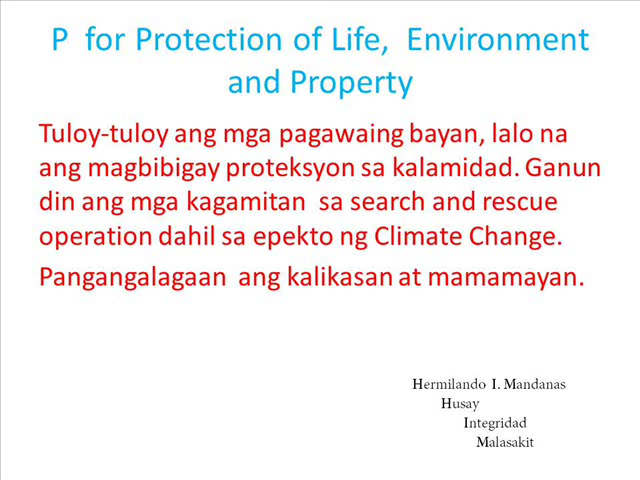 P for Protection of Life, Environment
and Property
Tuloy-tuloy ang mga pagawaing bayan, lalo na
ang magbibigay proteksyon sa kalamidad. Ganun
din ang mga kagamitan sa search and rescue
operation dahil sa epekto ng Climate Change.
Pangangalagaan ang kalikasan at mamamayan.
Hermilando I. Mandanas
Husay
Integridad
Malasakit